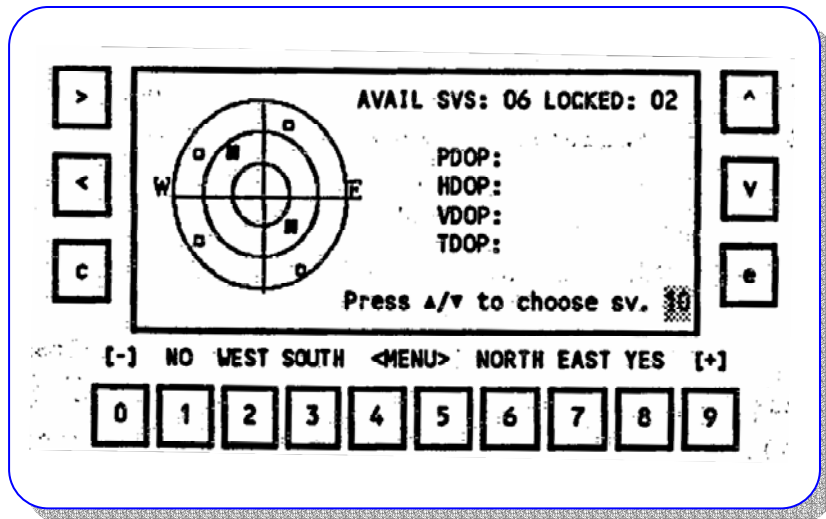 >
<
c
AVAIL SVS: 06 LOCKED: 02
W
E
PDOP:
HDOP:
VDOP:
TDOP:
Press ▲/▼ to choose sv.
^
v
e
[-] NO WEST SOUTH <MENU> NORTH EAST YES [+]
0 1 2 3 4 5 6 7 8 9